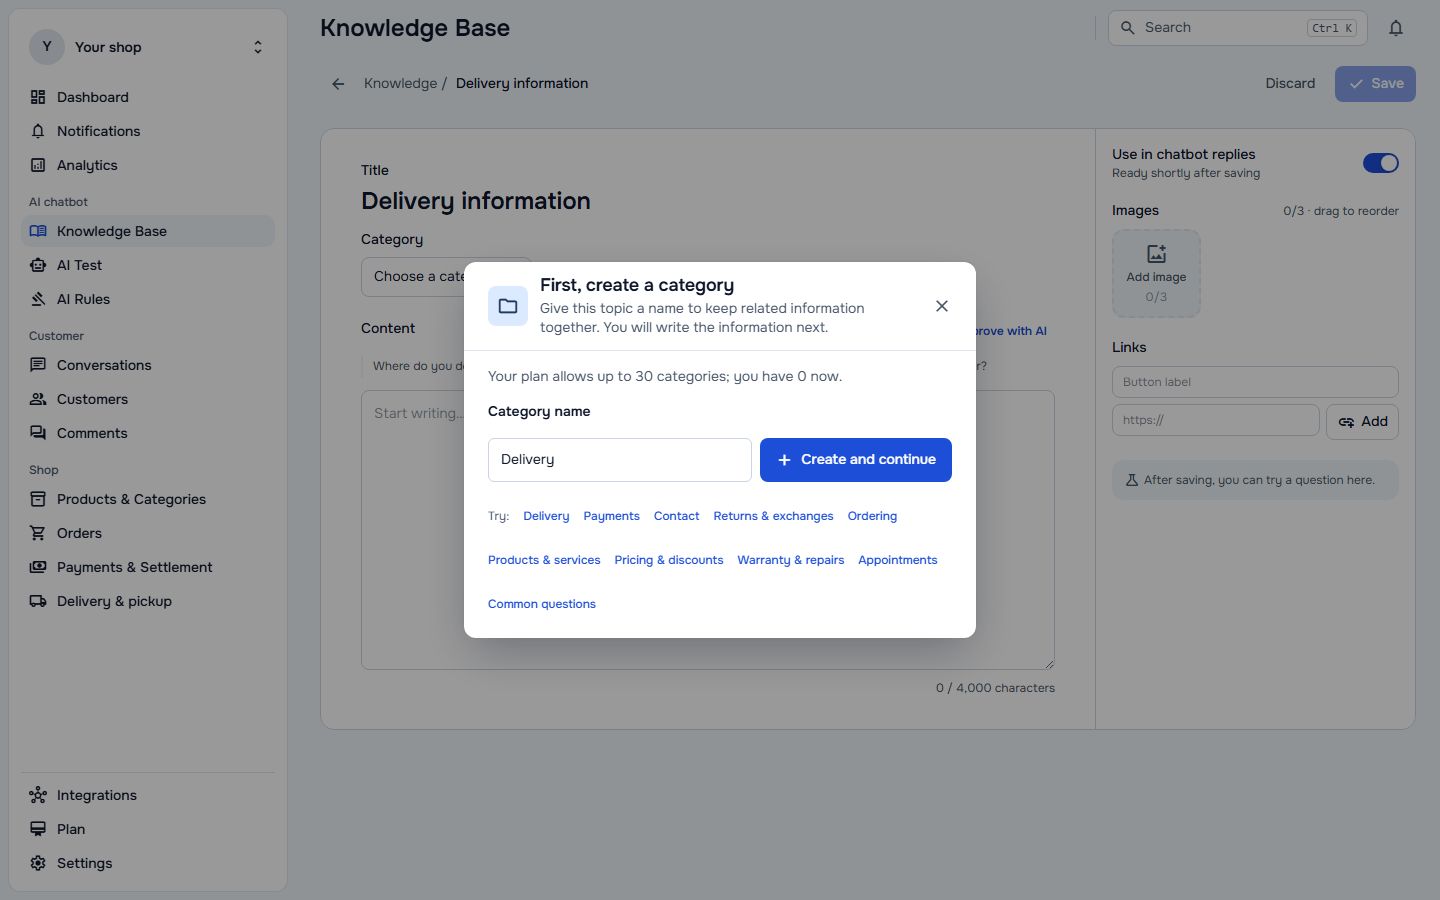 Y
Your shop
Dashboard
Notifications
Analytics
AI chatbot
Knowledge Base
AI Test
AI Rules
Customer
Conversations
Customers
Comments
Shop
Products & Categories
Orders
Payments & Settlement
Delivery & pickup
Integrations
Plan
Settings
Knowledge Base
Search
Ctrl K
Knowledge / Delivery information
Discard
Save
Title
Delivery information
Category
Choose a cate
Content
prove with AI
Where do you de
r?
Start writing...
0 / 4,000 characters
First, create a category
Give this topic a name to keep related information
together. You will write the information next.
Your plan allows up to 30 categories; you have 0 now.
Category name
Delivery
Create and continue
Try: Delivery Payments Contact Returns & exchanges Ordering
Products & services Pricing & discounts Warranty & repairs Appointments
Common questions
Use in chatbot replies
Ready shortly after saving
Images
0/3 · drag to reorder
Add image
0/3
Links
Button label
https://
Add
After saving, you can try a question here.